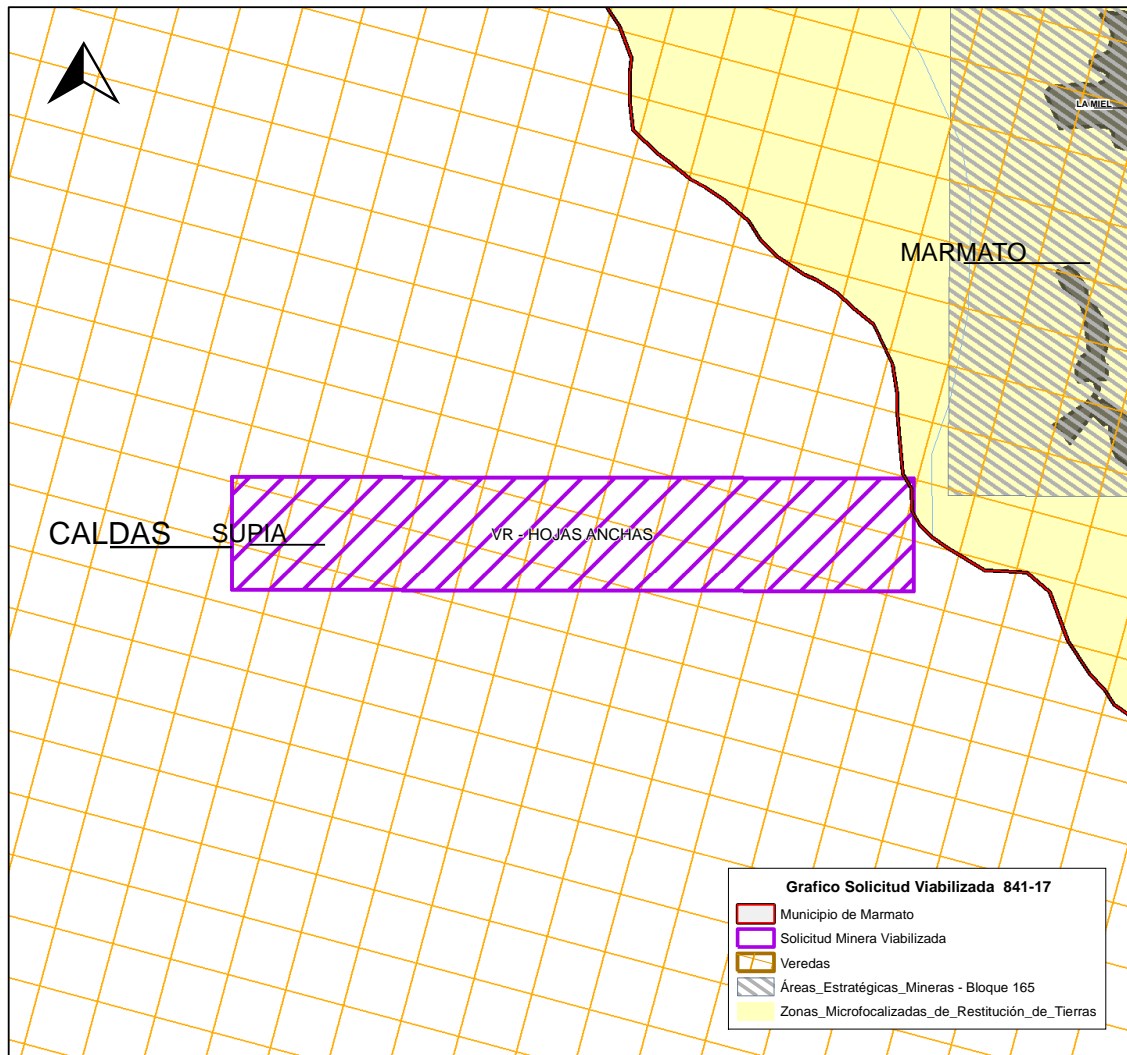 LA MIEL
MARMATO
CALDAS
SUPIA
VR - HOJAS ANCHAS
Grafico Solicitud Viabilizada 841-17
Municipio de Marmato
Solicitud Minera Viabilizada
Veredas
Áreas_Estratégicas_Mineras - Bloque 165
Zonas_Microfocalizadas_de_Restitución_de_Tierras